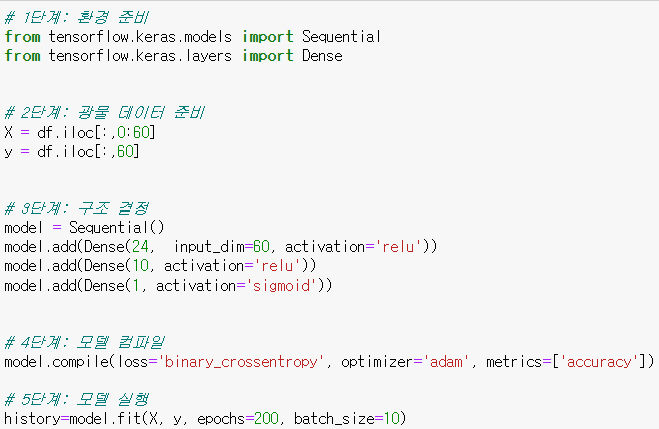 # 1단계: 환경 준비
from tensorflow.keras.models import Sequential
from tensorflow.keras.layers import Dense
# 2단계: 광물 데이터 준비
X = df.iloc[:,0:60]
y = df.iloc[:,60]
# 3단계: 구조 결정
model = Sequential()
model.add(Dense(24,  input_dim=60, activation='relu'))
model.add(Dense(10, activation='relu'))
model.add(Dense(1, activation='sigmoid'))
# 4단계: 모델 컴파일
model.compile(loss='binary_crossentropy', optimizer='adam', metrics=['accuracy'])
# 5단계: 모델 실행
history=model.fit(X, y, epochs=200, batch_size=10)